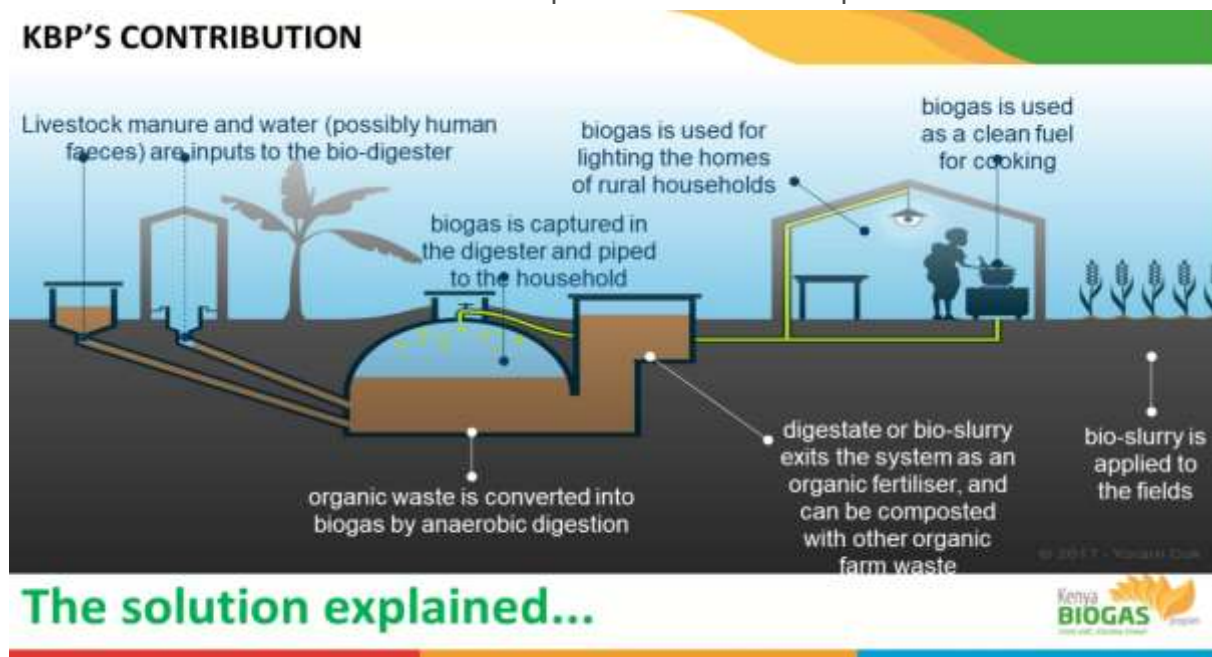 KBP'S CONTRIBUTION
Livestock manure and water (possibly human
faeces) are inputs to the bio-digester
biogas is captured in
the digester and piped
to the household
biogas is used for
lighting the homes
of rural households
biogas is used
as a clean fuel
for cooking
organic waste is converted into
biogas by anaerobic digestion
digestate or bio-slurry
exits the system as an
organic fertiliser, and
can be composted
with other organic
farm waste
bio-slurry is
applied to
the fields
The solution explained...
Kenya
BIOGAS